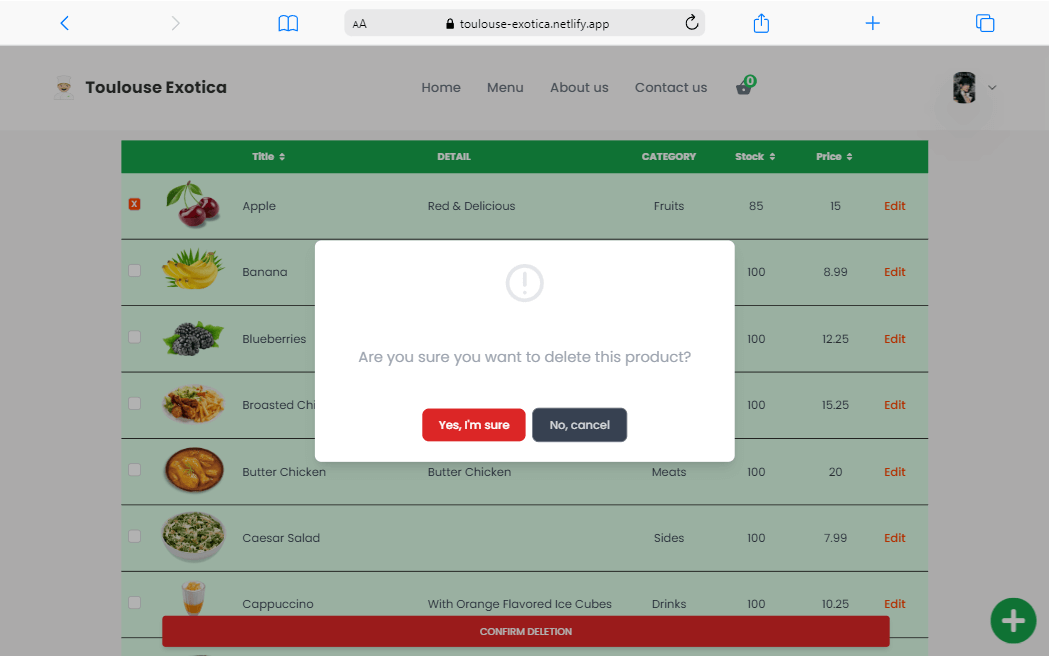 AA toulouse-exotica.netlify.app
Toulouse Exotica
Home Menu About us Contact us 0
Title DETAIL CATEGORY Stock Price
X Apple Red & Delicious Fruits 85 15 Edit
Banana 100 8.99 Edit
Blueberries 100 12.25 Edit
Are you sure you want to delete this product?
Broasted Chi 100 15.25 Edit
Yes, I'm sure No, cancel
Butter Chicken Butter Chicken Meats 100 20 Edit
Caesar Salad Sides 100 7.99 Edit
Cappuccino With Orange Flavored Ice Cubes Drinks 100 10.25 Edit
CONFIRM DELETION